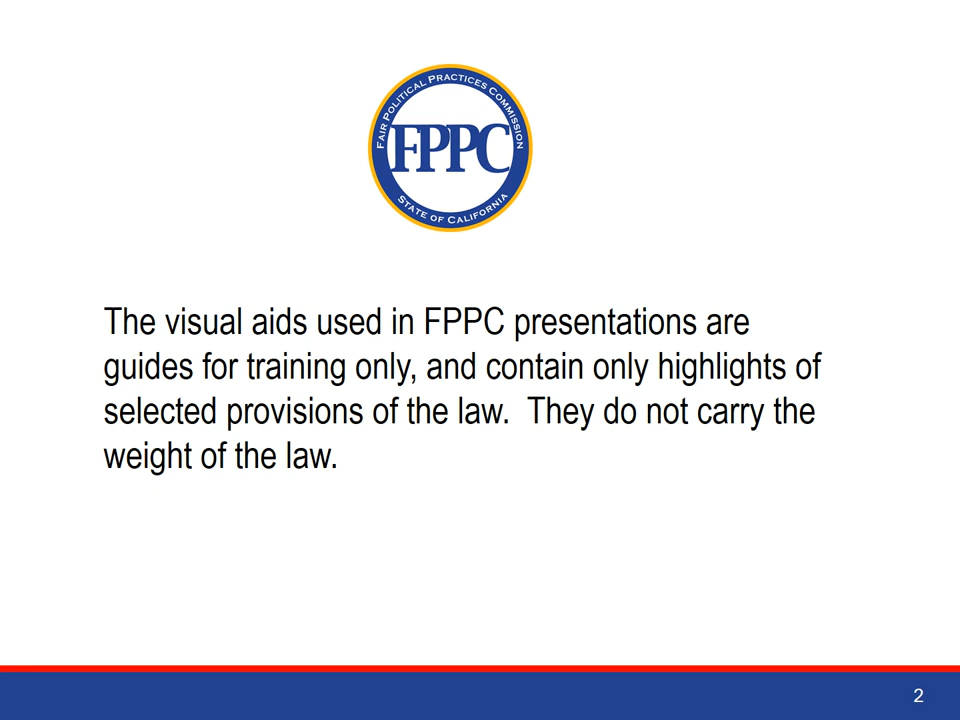 FAIR POLITICAL PRACTICES COMMISSION
FPPC
STATE OF CALIFORNIA
The visual aids used in FPPC presentations are
guides for training only, and contain only highlights of
selected provisions of the law.  They do not carry the
weight of the law.
2